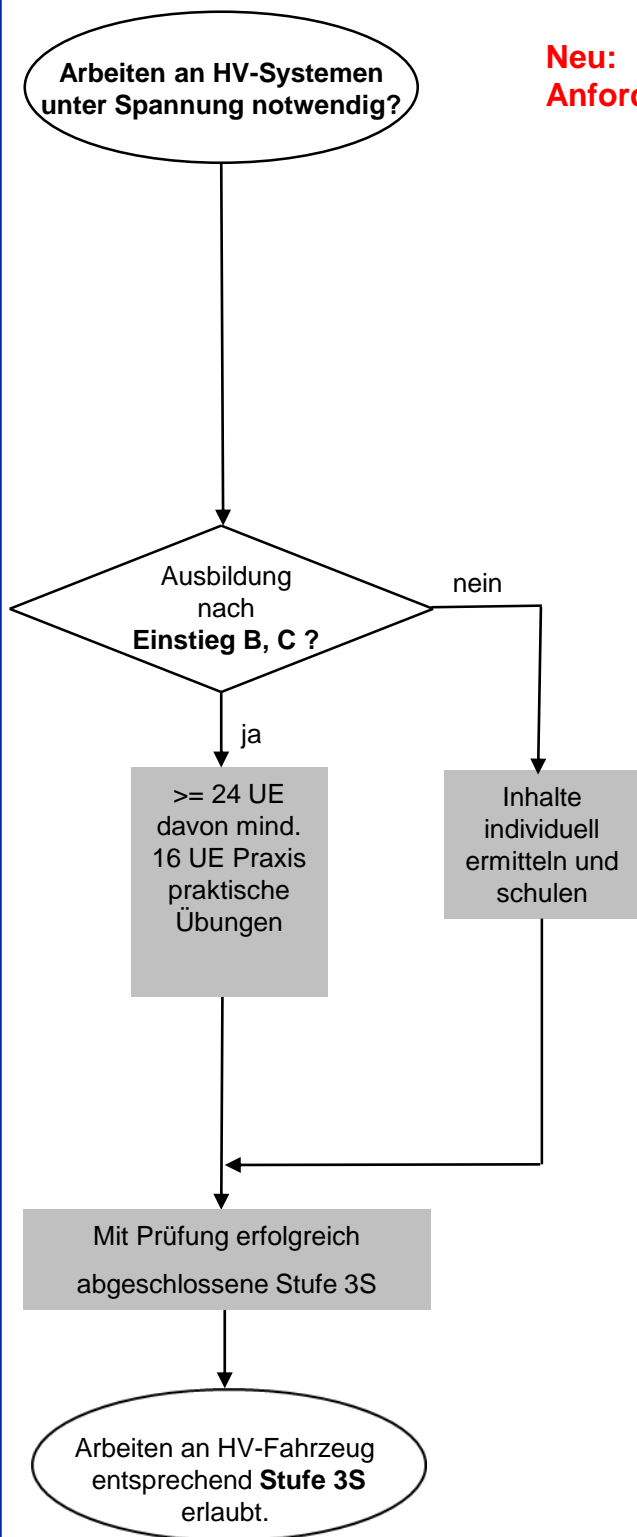 Neu:
Arbeiten an HV-Systemen
unter Spannung notwendig?
Ausbildung
nach
Einstieg B, C ?
nein
ja
>= 24 UE
davon mind.
16 UE Praxis
praktische
Übungen
Inhalte
individuell
ermitteln und
schulen
Mit Prüfung erfolgreich
abgeschlossene Stufe 3S
Arbeiten an HV-Fahrzeug
entsprechend Stufe 3S
erlaubt.